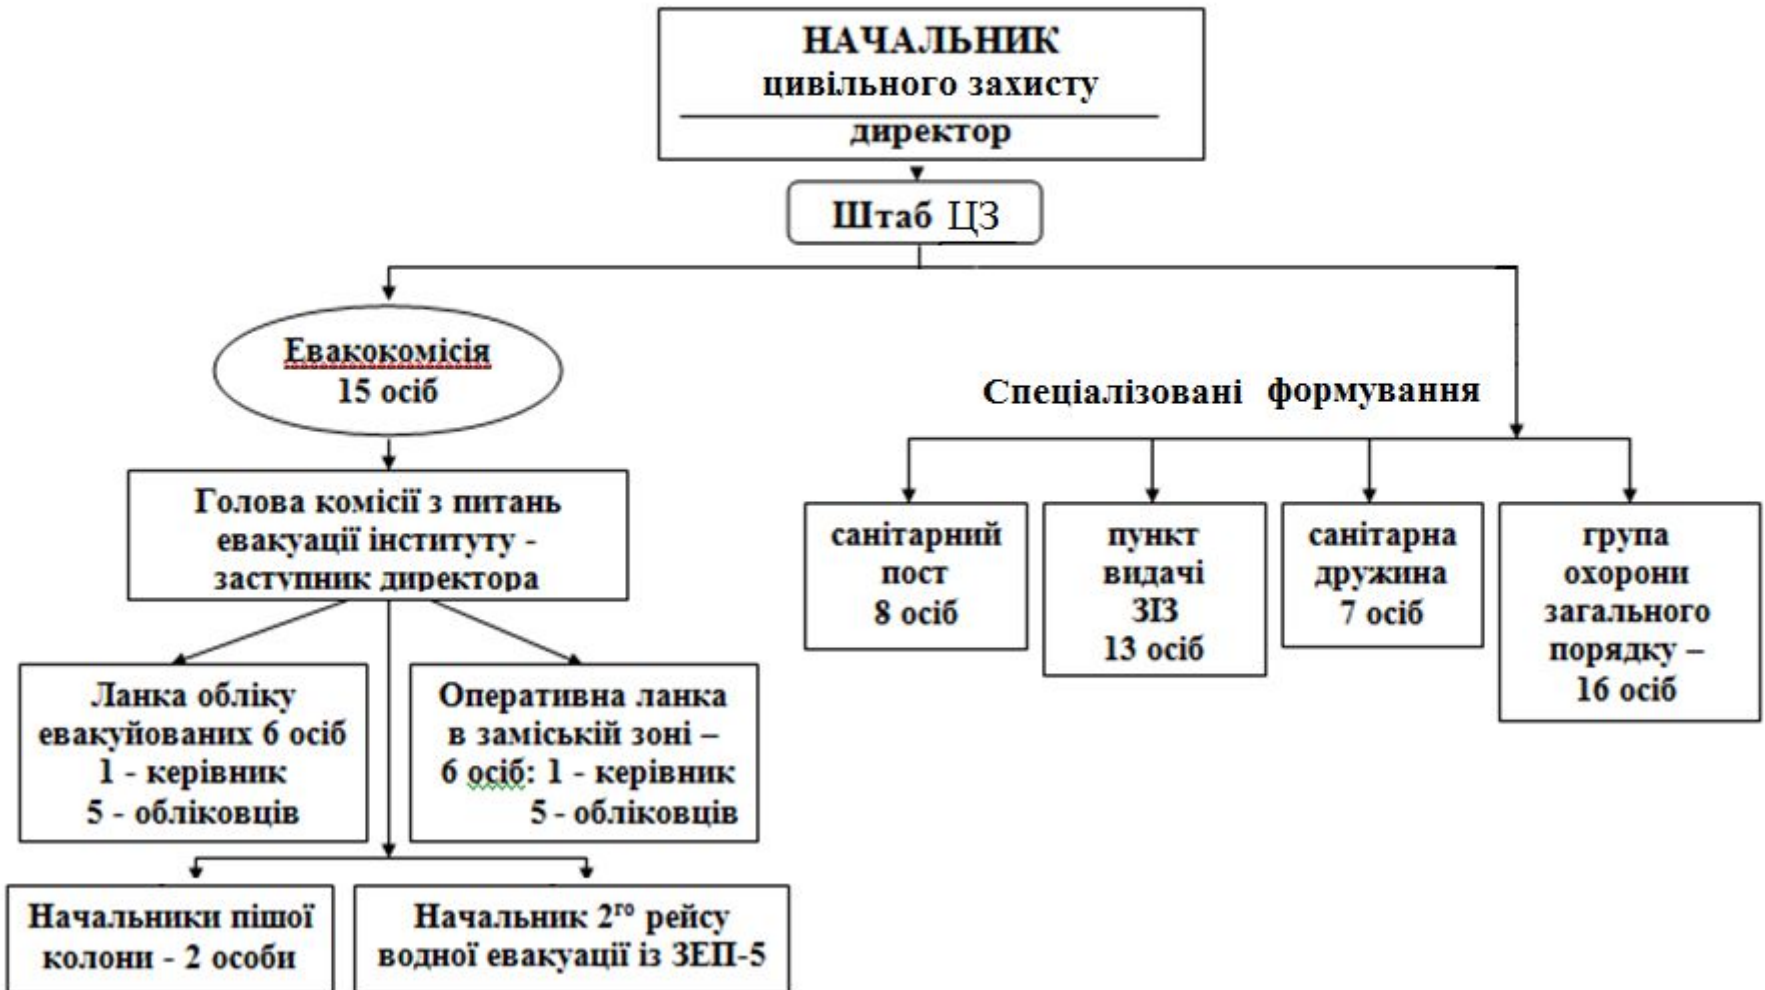 НАЧАЛЬНИК
цивільного захисту
директор
Штаб ЦЗ
Евакокомісія
15 осіб
Спеціалізовані формування
Голова комісії з питань
евакуації інституту -
заступник директора
санітарний
пост
8 осіб
пункт
видачі
ЗІЗ
13 осіб
санітарна
дружина
7 осіб
група
охорони
загального
порядку –
16 осіб
Ланка обліку
евакуйованих 6 осіб
1 - керівник
5 - обліковців
Оперативна ланка
в заміській зоні –
6 осіб: 1 - керівник
5 - обліковців
Начальники пішої
колони - 2 особи
Начальник 2го рейсу
водної евакуації із ЗЕП-5